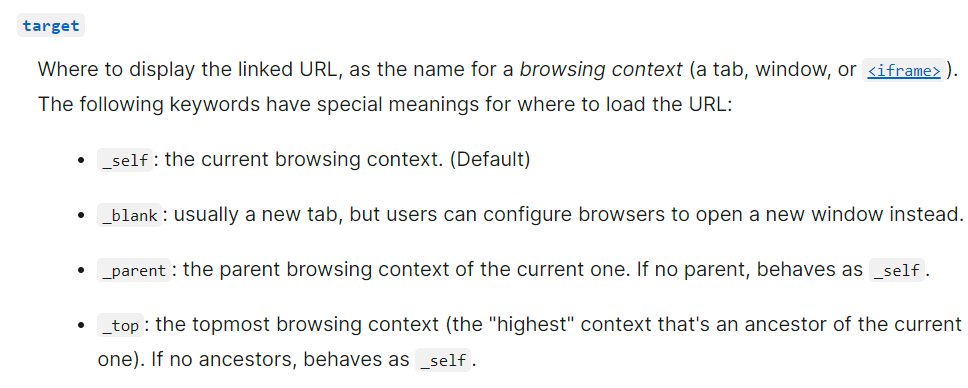 target
Where to display the linked URL, as the name for a browsing context (a tab, window, or <iframe>).
The following keywords have special meanings for where to load the URL:
• _self: the current browsing context. (Default)
• _blank: usually a new tab, but users can configure browsers to open a new window instead.
• _parent: the parent browsing context of the current one. If no parent, behaves as _self.
• _top: the topmost browsing context (the "highest" context that's an ancestor of the current
one). If no ancestors, behaves as _self.